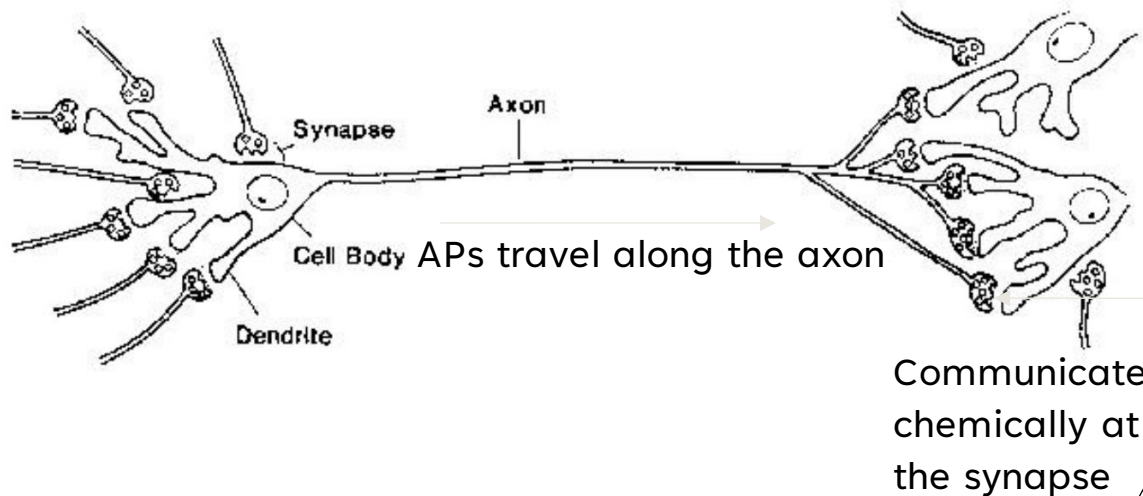 Axon
Synapse
Cell Body
APs travel along the axon
Dendrite
Communicate
chemically at
the synapse